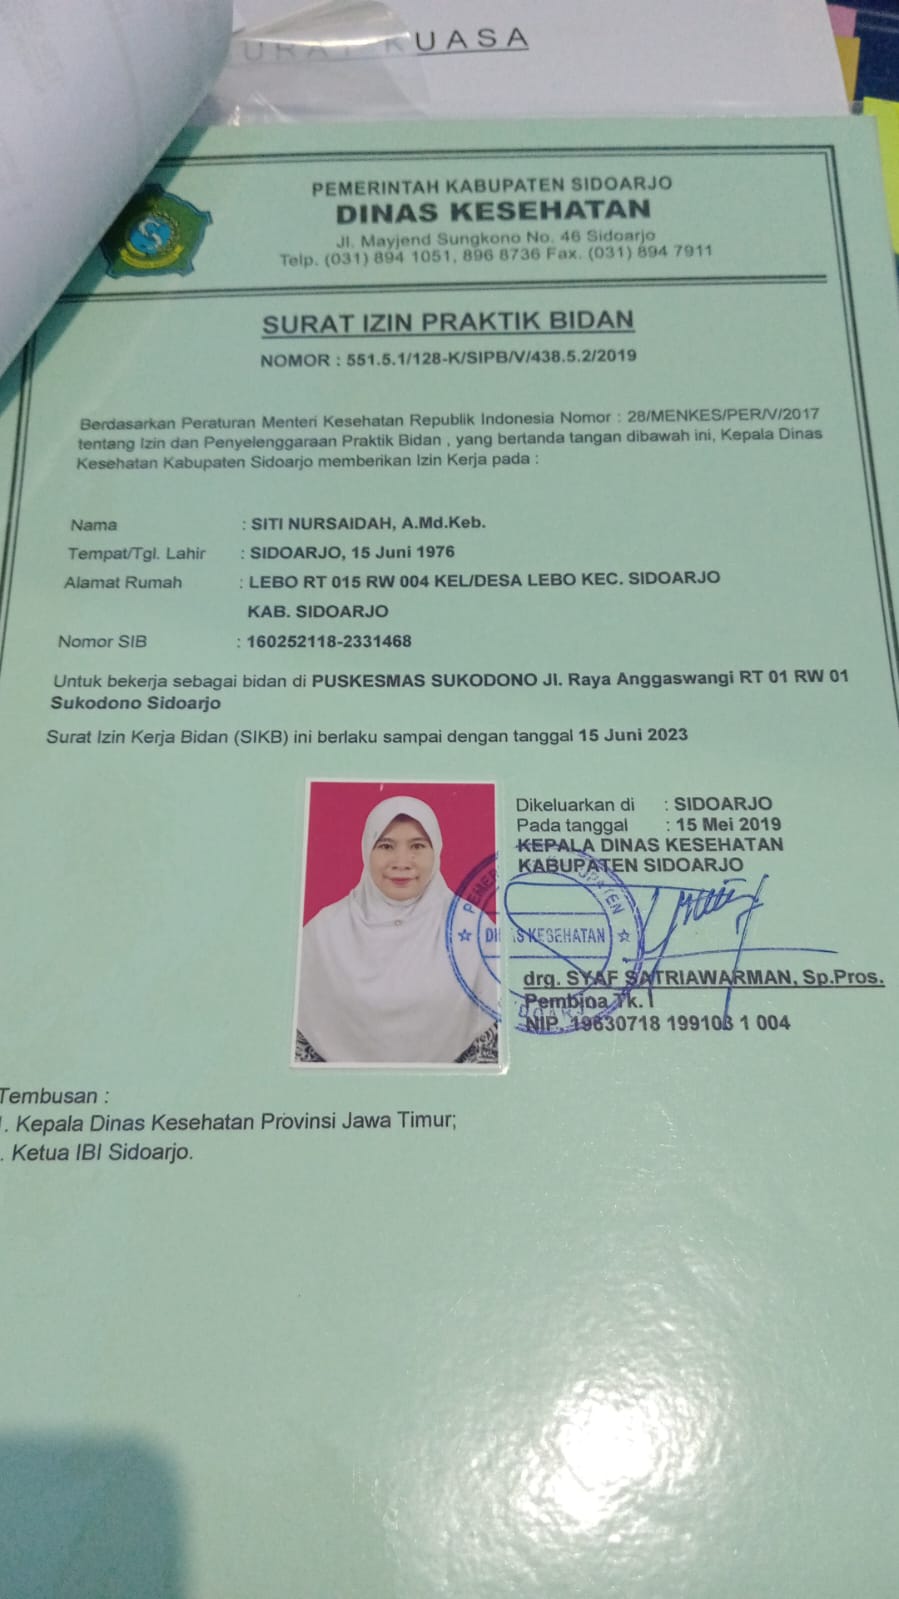 SURAT KUASA
PEMERINTAH KABUPATEN SIDOARJO
DINAS KESEHATAN
Jl. Mayjend Sungkono No. 46 Sidoarjo
Telp. (031) 894 1051, 896 8736 Fax. (031) 894 7911
SURAT IZIN PRAKTIK BIDAN
NOMOR : 551.5.1/128-K/SIPB/V/438.5.2/2019
Berdasarkan Peraturan Menteri Kesehatan Republik Indonesia Nomor : 28/MENKES/PER/V/2017
tentang Izin dan Penyelenggaraan Praktik Bidan , yang bertanda tangan dibawah ini, Kepala Dinas
Kesehatan Kabupaten Sidoarjo memberikan Izin Kerja pada :
Nama : SITI NURSAIDAH, A.Md.Keb.
Tempat/Tgl. Lahir : SIDOARJO, 15 Juni 1976
Alamat Rumah : LEBO RT 015 RW 004 KEL/DESA LEBO KEC. SIDOARJO
KAB. SIDOARJO
Nomor SIB : 160252118-2331468
Untuk bekerja sebagai bidan di PUSKESMAS SUKODONO Jl. Raya Anggaswangi RT 01 RW 01
Sukodono Sidoarjo
Surat Izin Kerja Bidan (SIKB) ini berlaku sampai dengan tanggal 15 Juni 2023
Dikeluarkan di : SIDOARJO
Pada tanggal : 15 Mei 2019
KEPALA DINAS KESEHATAN
KABUPATEN SIDOARJO
DINAS KESEHATAN
drg. SYAF SATRIAWARMAN, Sp.Pros.
Pembina Tk. I
NIP. 19630718 199103 1 004
Tembusan :
. Kepala Dinas Kesehatan Provinsi Jawa Timur;
. Ketua IBI Sidoarjo.